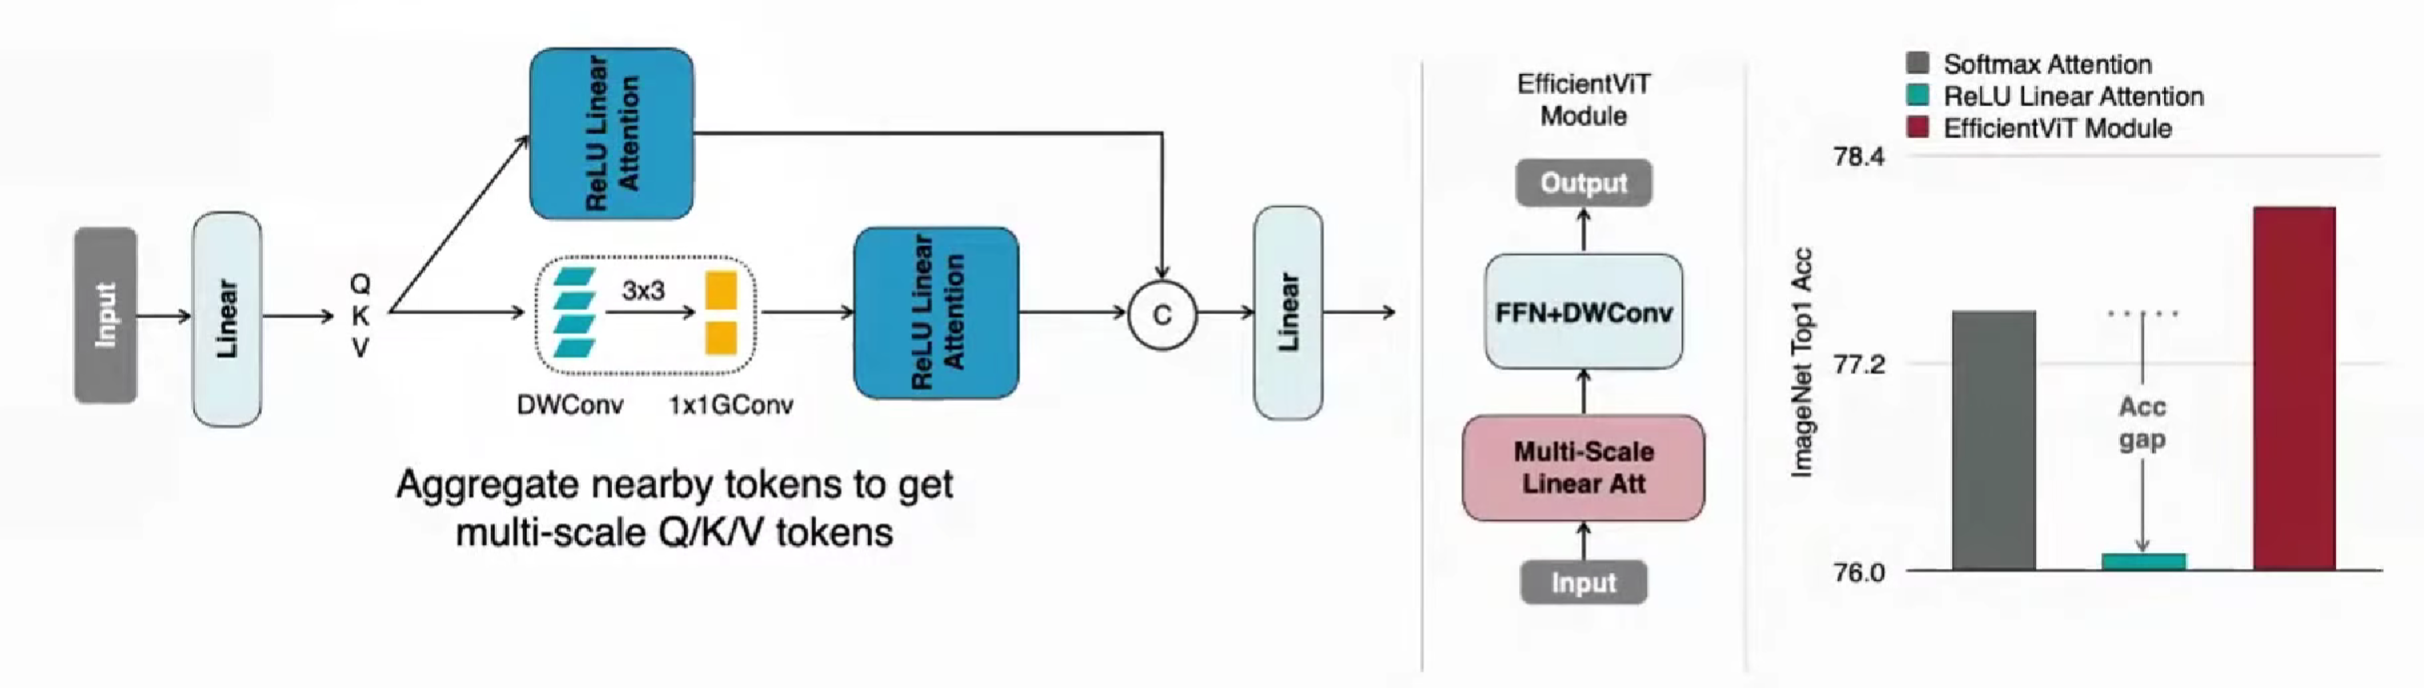 Input
Linear
Q
K
V
ReLU Linear
Attention
3x3
DWConv
1x1GConv
ReLU Linear
Attention
C
Linear
Aggregate nearby tokens to get
multi-scale Q/K/V tokens
EfficientViT
Module
Output
FFN+DWConv
Multi-Scale
Linear Att
Input
Softmax Attention
ReLU Linear Attention
EfficientViT Module
ImageNet Top1 Acc
78.4
77.2
76.0
Acc
gap